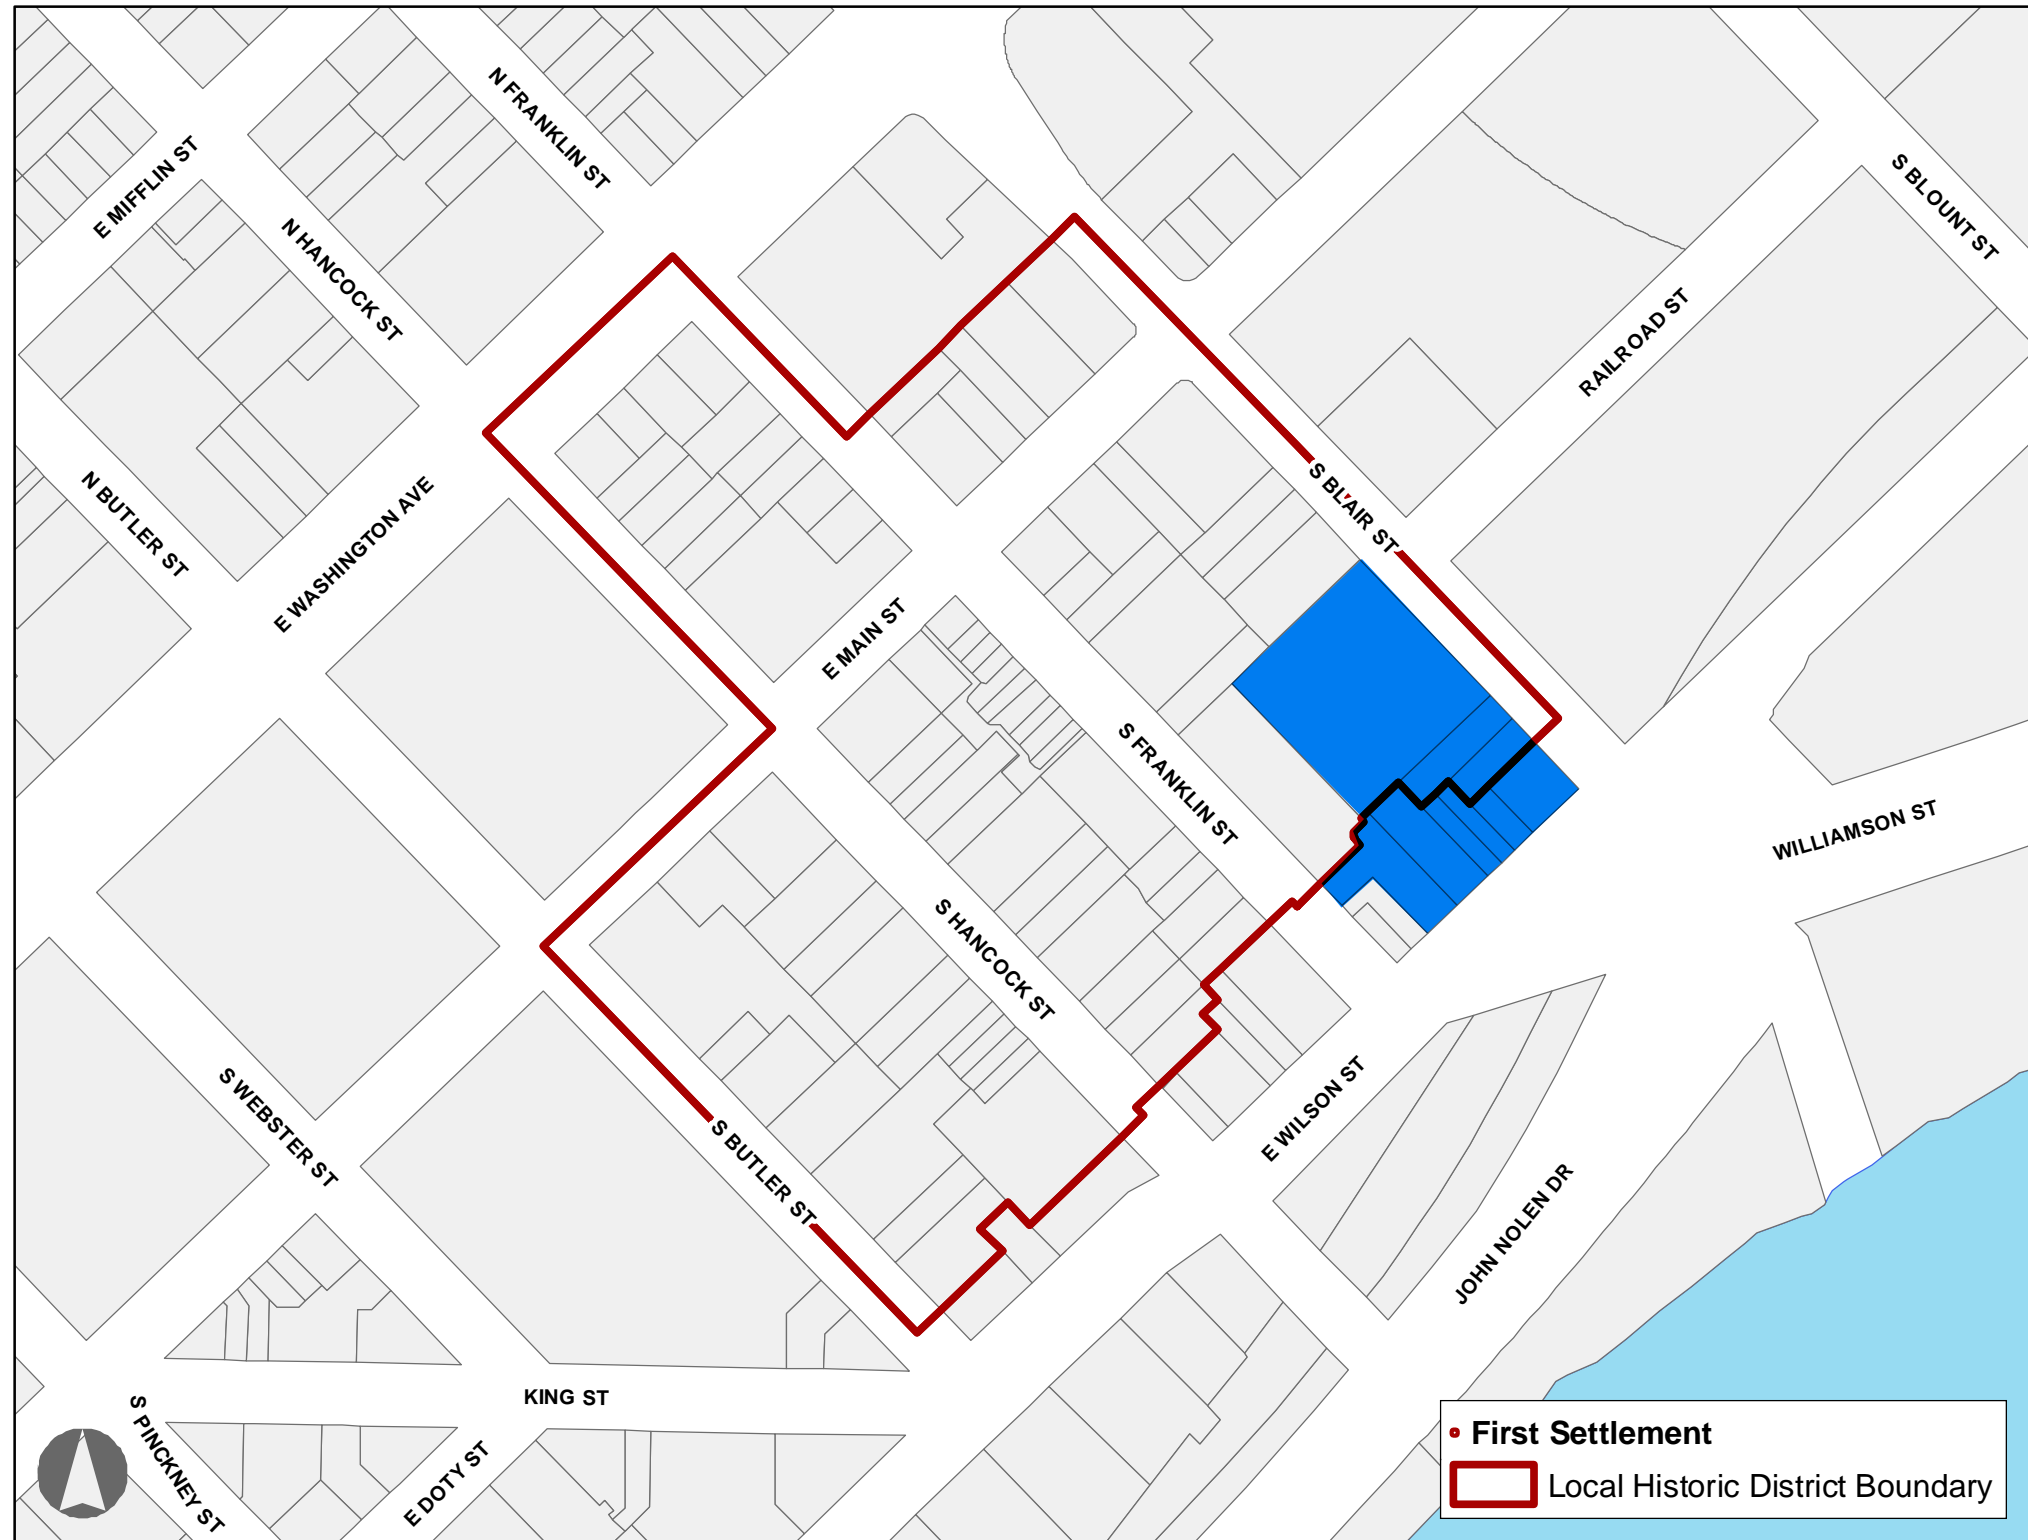 N FRANKLIN ST
E MIFFLIN ST
S BLOUNT ST
N HANCOCK ST
RAILROAD ST
N BUTLER ST
E WASHINGTON AVE
S BLAIR ST
E MAIN ST
S FRANKLIN ST
WILLIAMSON ST
S HANCOCK ST
S WEBSTER ST
S BUTLER ST
E WILSON ST
JOHN NOLEN DR
KING ST
S PINCKNEY ST
E DOTY ST
First Settlement
Local Historic District Boundary